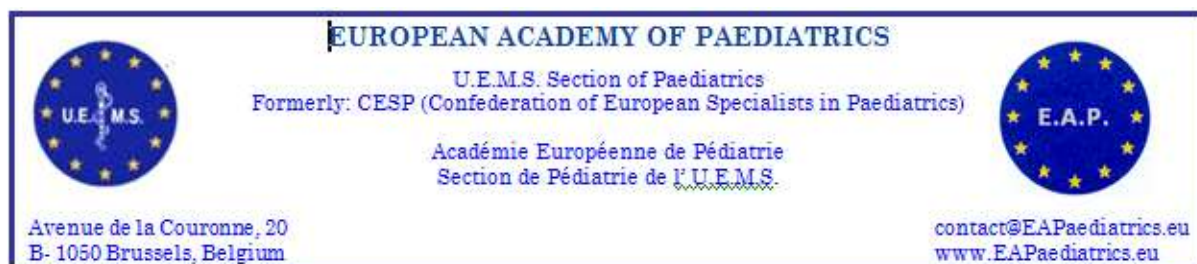 EUROPEAN ACADEMY OF PAEDIATRICS
U.E.M.S. Section of Paediatrics
Formerly: CESP (Confederation of European Specialists in Paediatrics)
U.E. M.S.
E.A.P.
Académie Européenne de Pédiatrie
Section de Pédiatrie de l' U.E.M.S.
Avenue de la Couronne, 20
contact@EAPaediatrics.eu
B- 1050 Brussels, Belgium
www.EAPaediatrics.eu